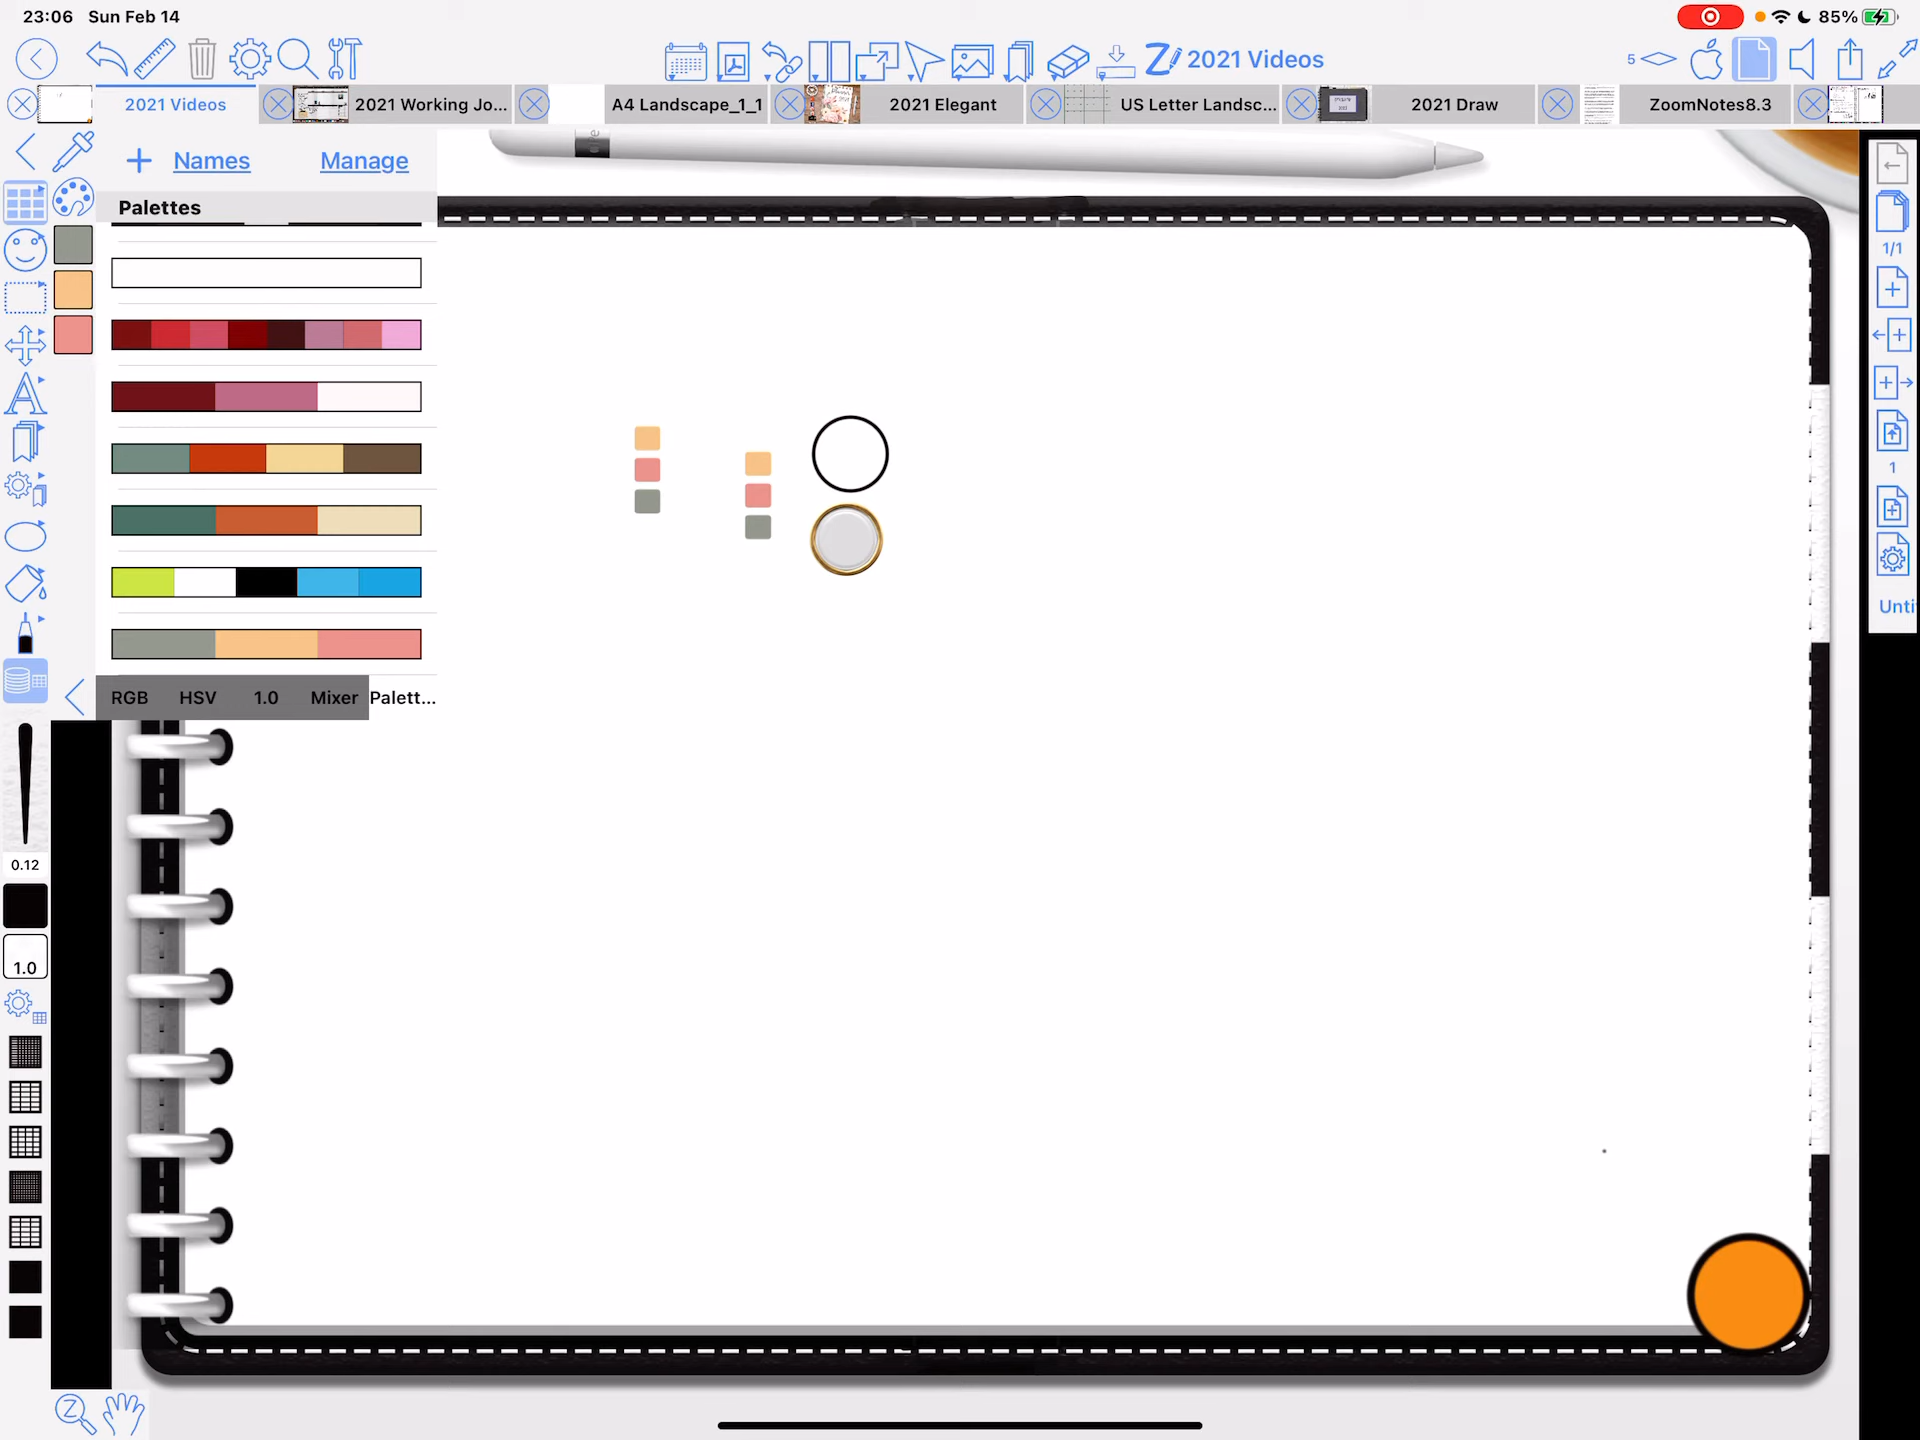 23:06 Sun Feb 14
85%
2021 Videos
5
2021 Videos
2021 Working Jo...
A4 Landscape_1_1
2021 Elegant
US Letter Landsc...
2021 Draw
ZoomNotes8.3
+ Names Manage
Palettes
1/1
1
Unti
RGB HSV 1.0 Mixer Palett...
0.12
1.0